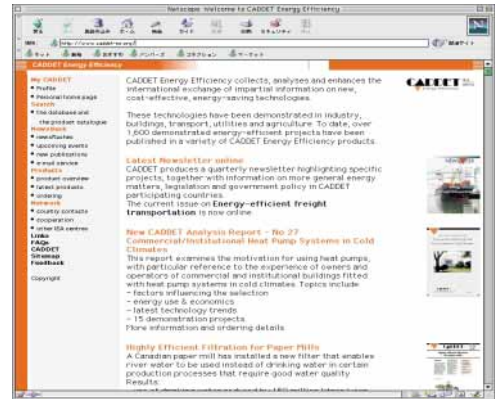 Netscape: Welcome to CADDET Energy Efficiency
http://www.caddet-ee.org/
CADDET Energy Efficiency
My CADDET
Profile
Personal home page
Search
the database and
the product catalogue
Newsdesk
newsflashes
upcoming events
new publications
e-mail service
Products
product overview
latest products
ordering
Network
country contacts
cooperation
other IEA centres
Links
FAQs
CADDET
Sitemap
Feedback
Copyright
CADDET Energy Efficiency collects, analyses and enhances the
international exchange of impartial information on new,
cost-effective, energy-saving technologies.
These technologies have been demonstrated in industry,
buildings, transport, utilities and agriculture. To date, over
1,600 demonstrated energy-efficient projects have been
published in a variety of CADDET Energy Efficiency products.
Latest Newsletter online
CADDET produces a quarterly newsletter highlighting specific
projects, together with information on more general energy
matters, legislation and government policy in CADDET
participating countries.
The current issue on Energy-efficient freight
transportation is now online.
New CADDET Analysis Report - No 27
Commercial/Institutional Heat Pump Systems in Cold
Climates
This report examines the motivation for using heat pumps,
with particular reference to the experience of owners and
operators of commercial and institutional buildings fitted
with heat pump systems in cold climates. Topics include:
- factors influencing the selection
- energy use & economics
- latest technology trends
- 15 demonstration projects.
More information and ordering details
Highly Efficient Filtration for Paper Mills
A Canadian paper mill has installed a new filter that enables
river water to be used instead of drinking water in certain
production processes that require good water quality
Results:
CADDET